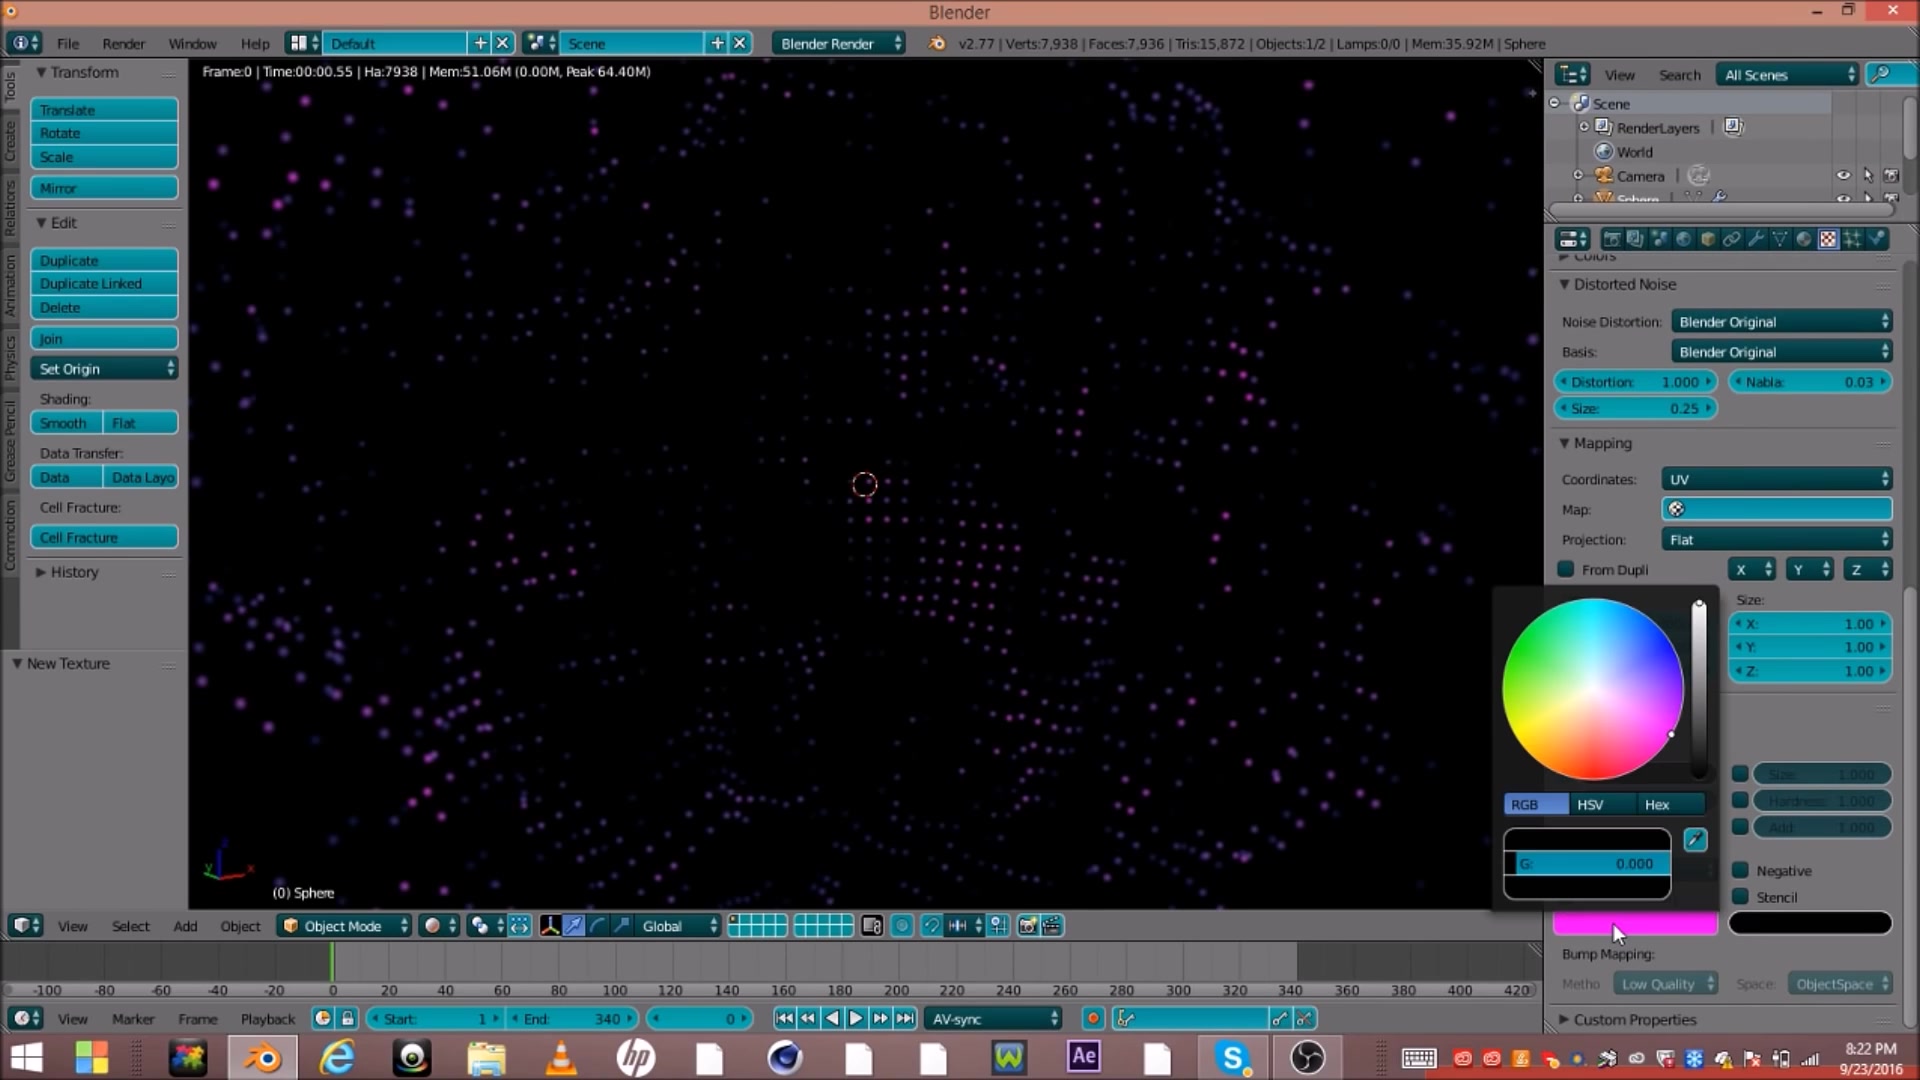 Blender
File Render Window Help Default Scene Blender Render v2.77 | Verts:7,938 | Faces:7,936 | Tris:15,872 | Objects:1/2 | Lamps:0/0 | Mem:35.92M | Sphere
Frame:0 | Time:00:00.55 | Ha:7938 | Mem:51.06M (0.00M, Peak 64.40M)
Tools
Create
Relations
Animation
Physics
Grease Pencil
Commotion
Transform
Translate
Rotate
Scale
Mirror
Edit
Duplicate
Duplicate Linked
Delete
Join
Set Origin
Shading:
Smooth Flat
Data Transfer:
Data Data Layo
Cell Fracture:
Cell Fracture
History
New Texture
(0) Sphere
View Search All Scenes
Scene
RenderLayers
World
Camera
Sphere
Colors
Distorted Noise
Noise Distortion: Blender Original
Basis: Blender Original
Distortion: 1.000 Nabla: 0.03
Size: 0.25
Mapping
Coordinates: UV
Map:
Projection: Flat
From Dupli X Y Z
Size:
X: 1.00
Y: 1.00
Z: 1.00
RGB HSV Hex
G: 0.000
Size: 1.000
Hardness: 1.000
Add: 1.000
Negative
Stencil
Bump Mapping:
Metho Low Quality Space: ObjectSpace
Custom Properties
View Select Add Object Object Mode Global
-100 -80 -60 -40 -20 0 20 40 60 80 100 120 140 160 180 200 220 240 260 280 300 320 340 360 380 400 420
View Marker Frame Playback Start: 1 End: 340 0 AV-sync
hp Ae 8:22 PM
9/23/2016